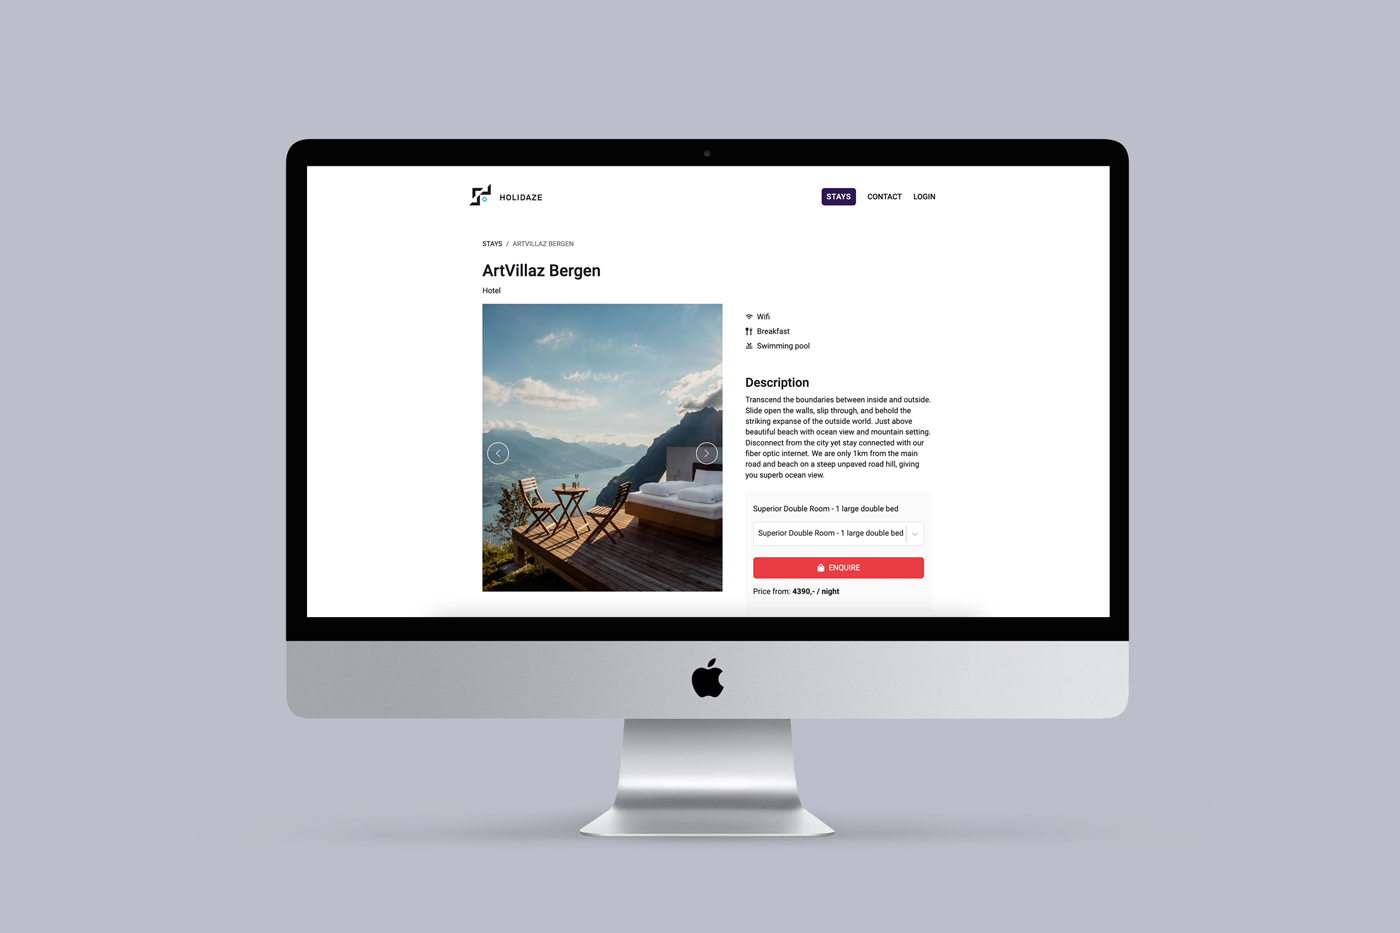 HOLIDAZE
STAYS CONTACT LOGIN
STAYS / ARTVILLAZ BERGEN
ArtVillaz Bergen
Hotel
Wifi
Breakfast
Swimming pool
Description
Transcend the boundaries between inside and outside.
Slide open the walls, slip through, and behold the
striking expanse of the outside world. Just above
beautiful beach with ocean view and mountain setting.
Disconnect from the city yet stay connected with our
fiber optic internet. We are only 1km from the main
road and beach on a steep unpaved road hill, giving
you superb ocean view.
Superior Double Room - 1 large double bed
Superior Double Room - 1 large double bed
ENQUIRE
Price from: 4390,- / night